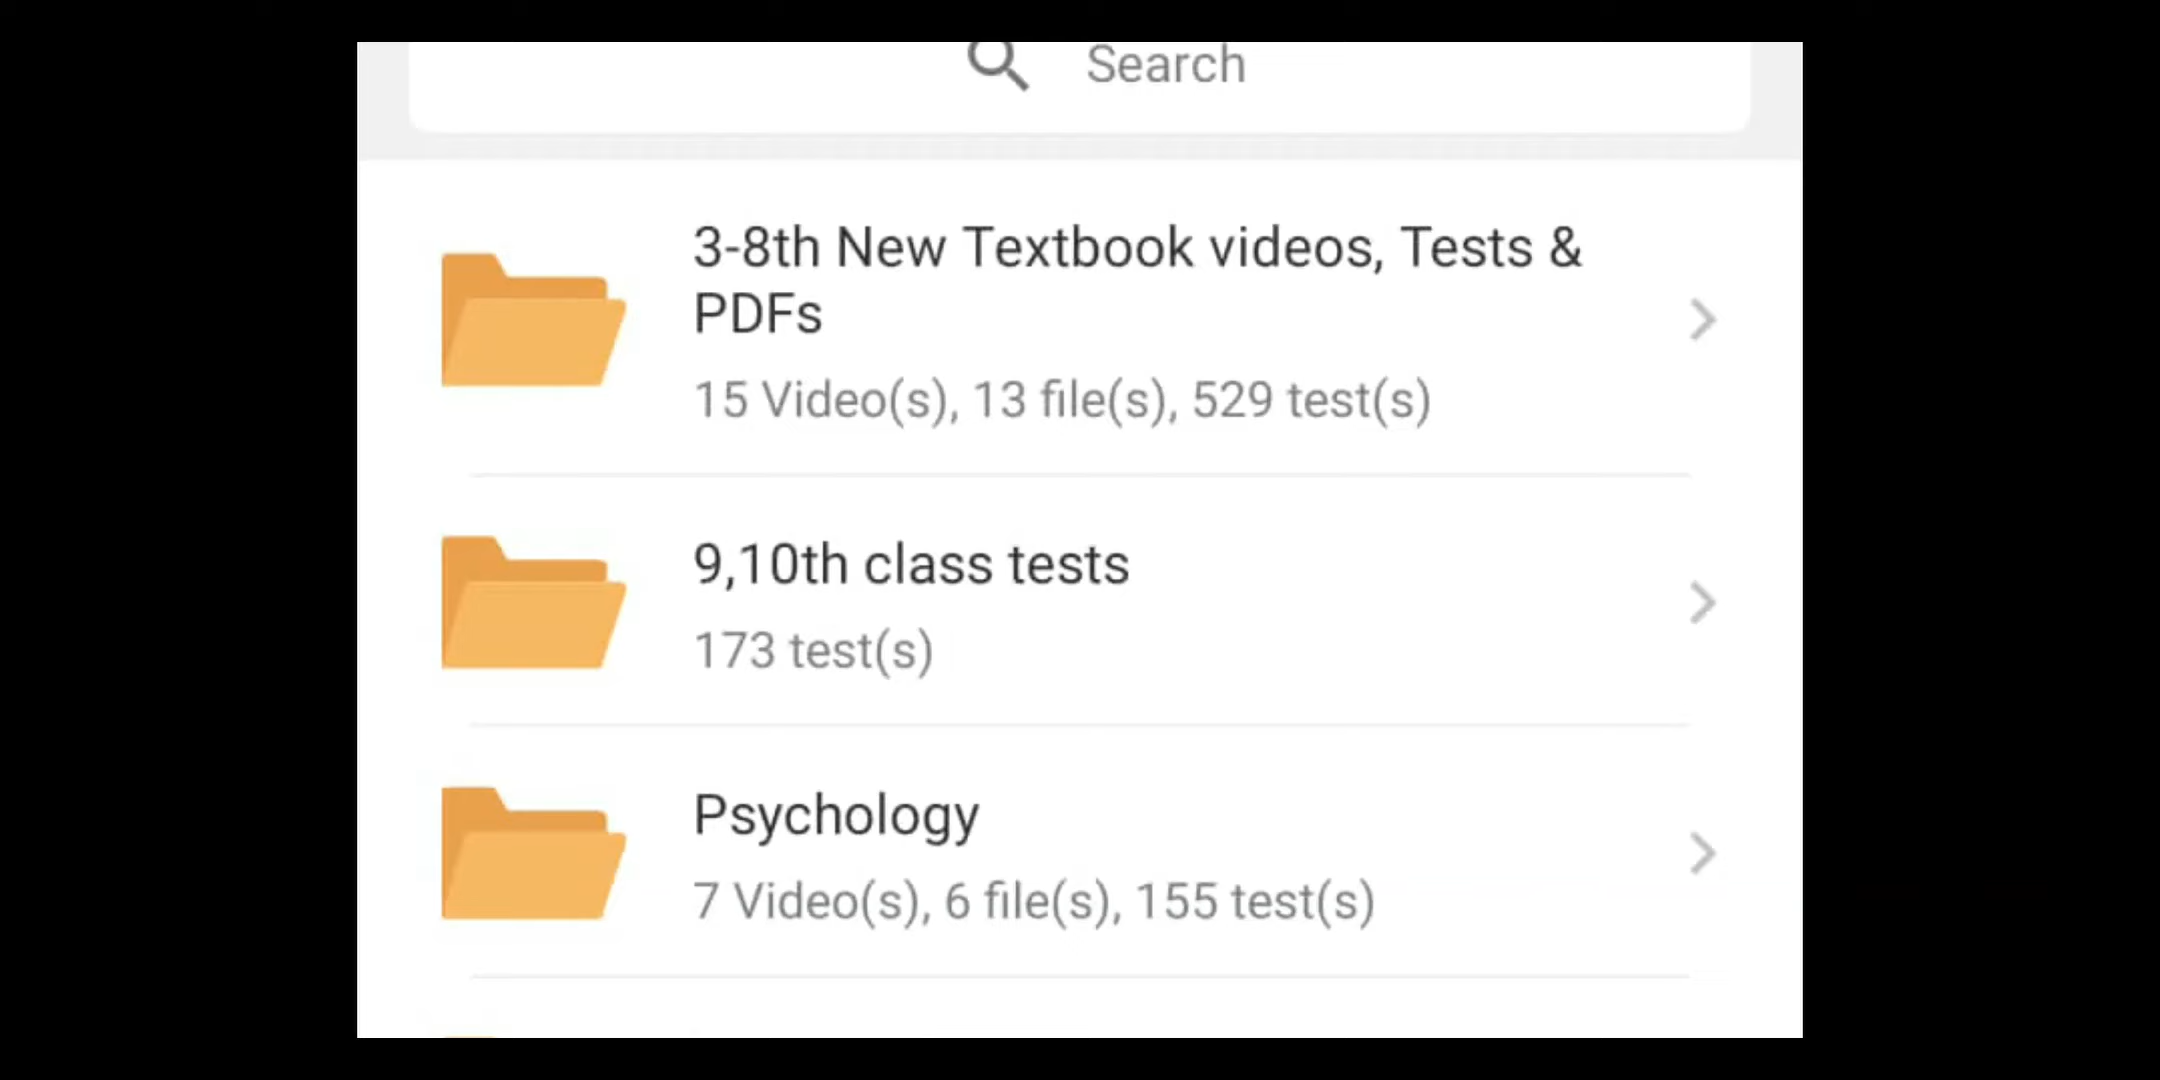 Search
3-8th New Textbook videos, Tests &
PDFs
15 Video(s), 13 file(s), 529 test(s)
9,10th class tests
173 test(s)
Psychology
7 Video(s), 6 file(s), 155 test(s)